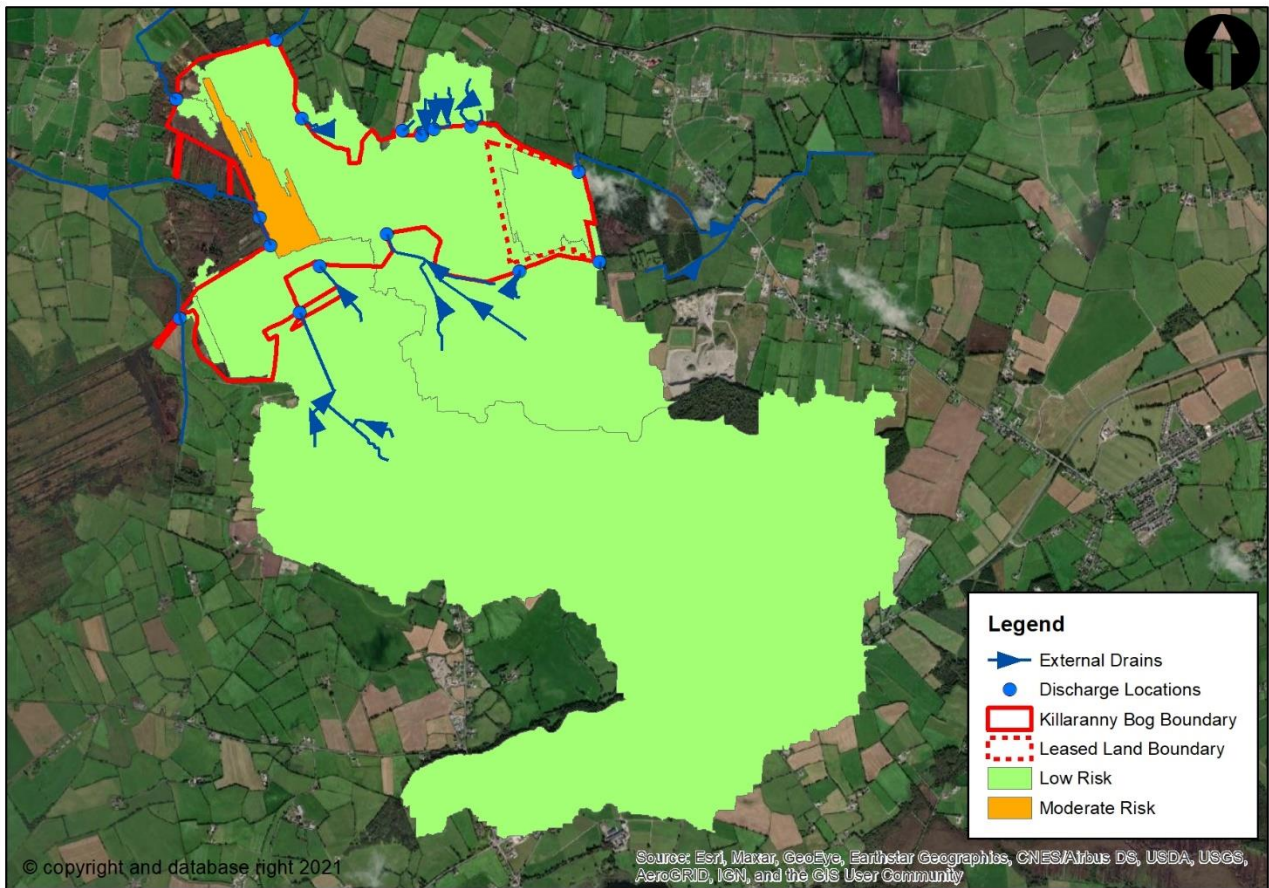 Legend
External Drains
Discharge Locations
Killaranny Bog Boundary
Leased Land Boundary
Low Risk
Moderate Risk
© copyright and database right 2021
Source: Esri, Maxar, GeoEye, Earthstar Geographics, CNES/Airbus DS, USDA, USGS,
AeroGRID, IGN, and the GIS User Community